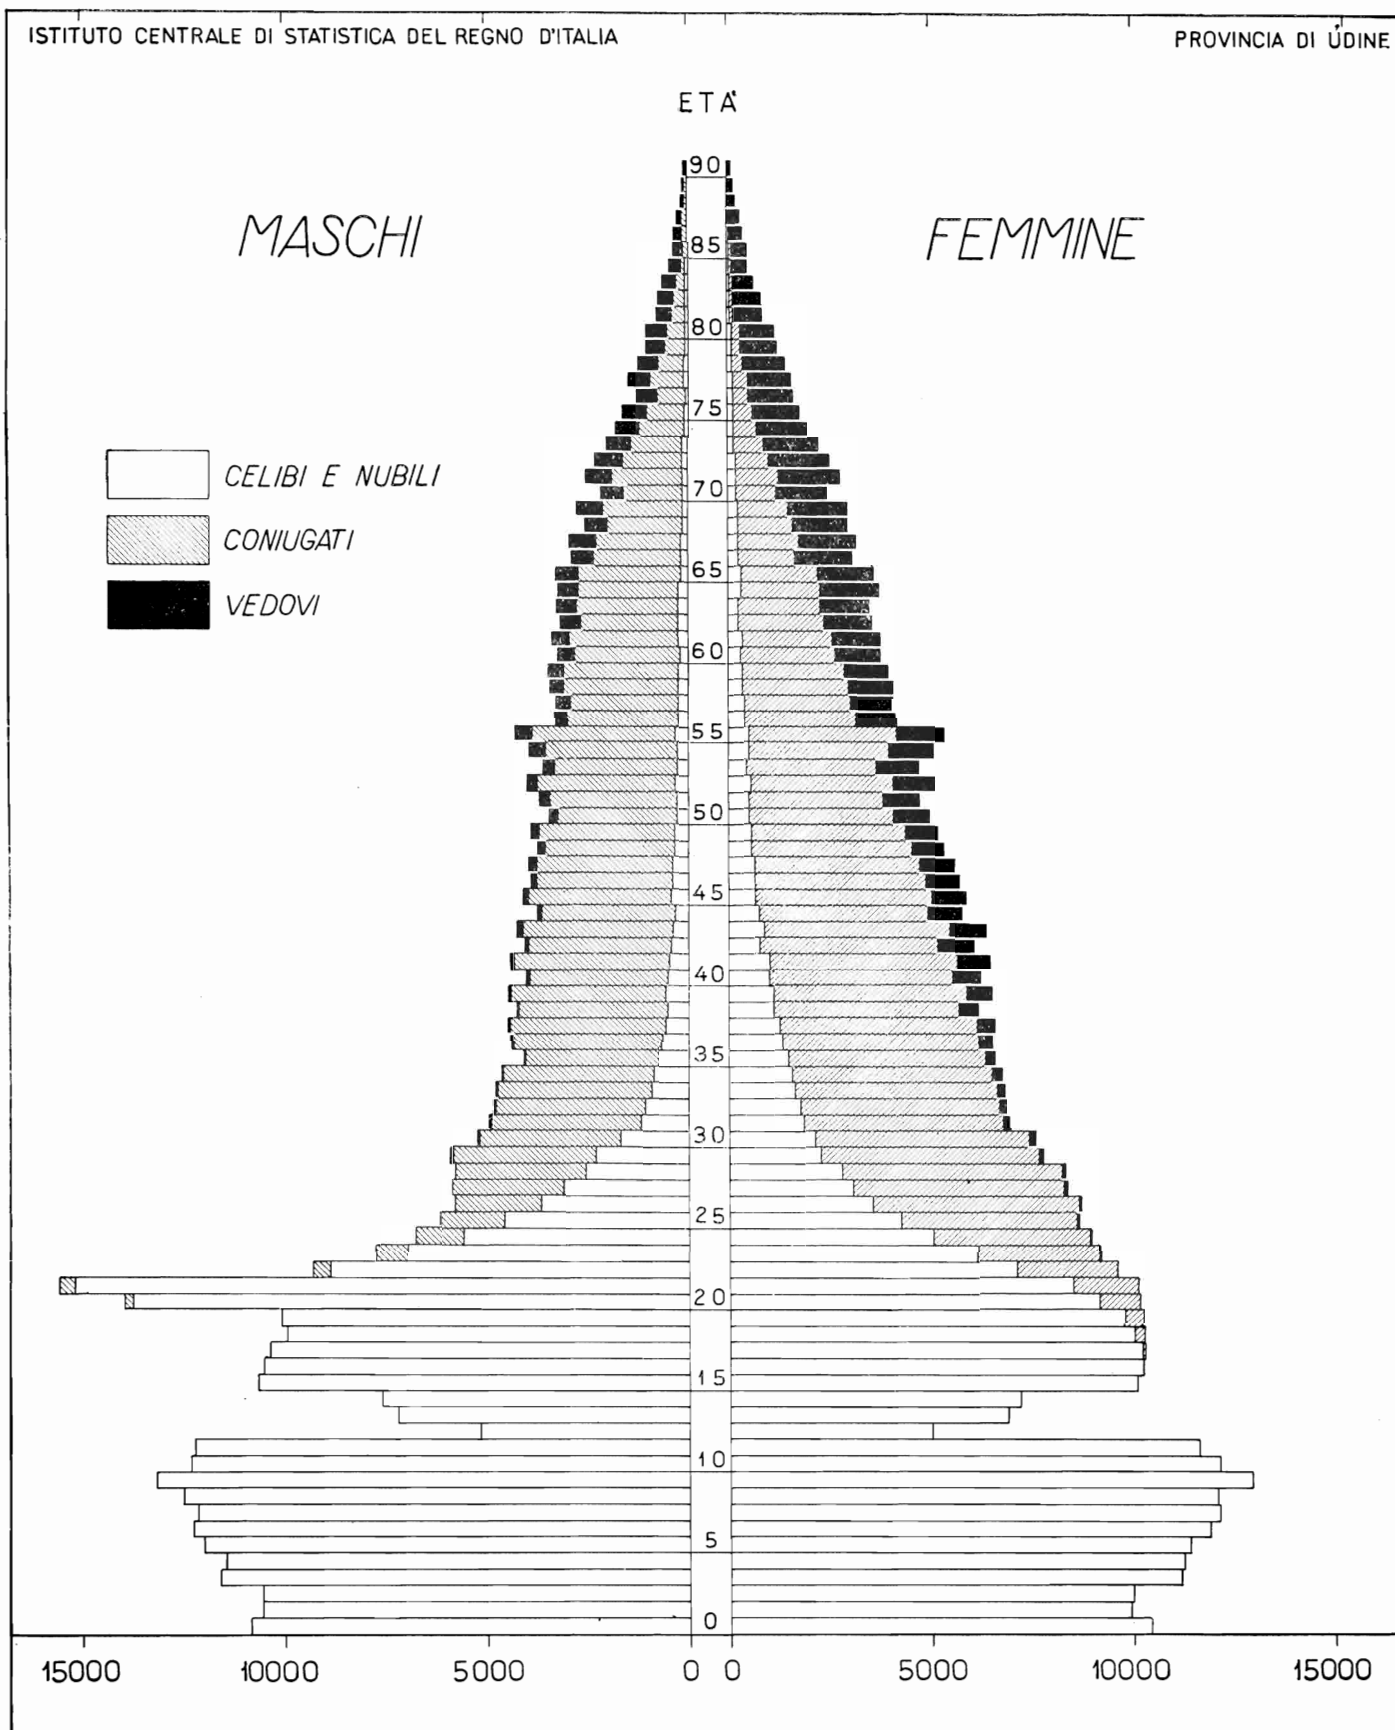 ISTITUTO CENTRALE DI STATISTICA DEL REGNO D'ITALIA
PROVINCIA DI ÚDINE
ETÀ
MASCHI
FEMMINE
90
85
80
75
70
65
60
55
50
45
40
35
30
25
20
15
10
5
0
CELIBI E NUBILI
CONIUGATI
VEDOVI
15000 10000 5000 0 0 5000 10000 15000